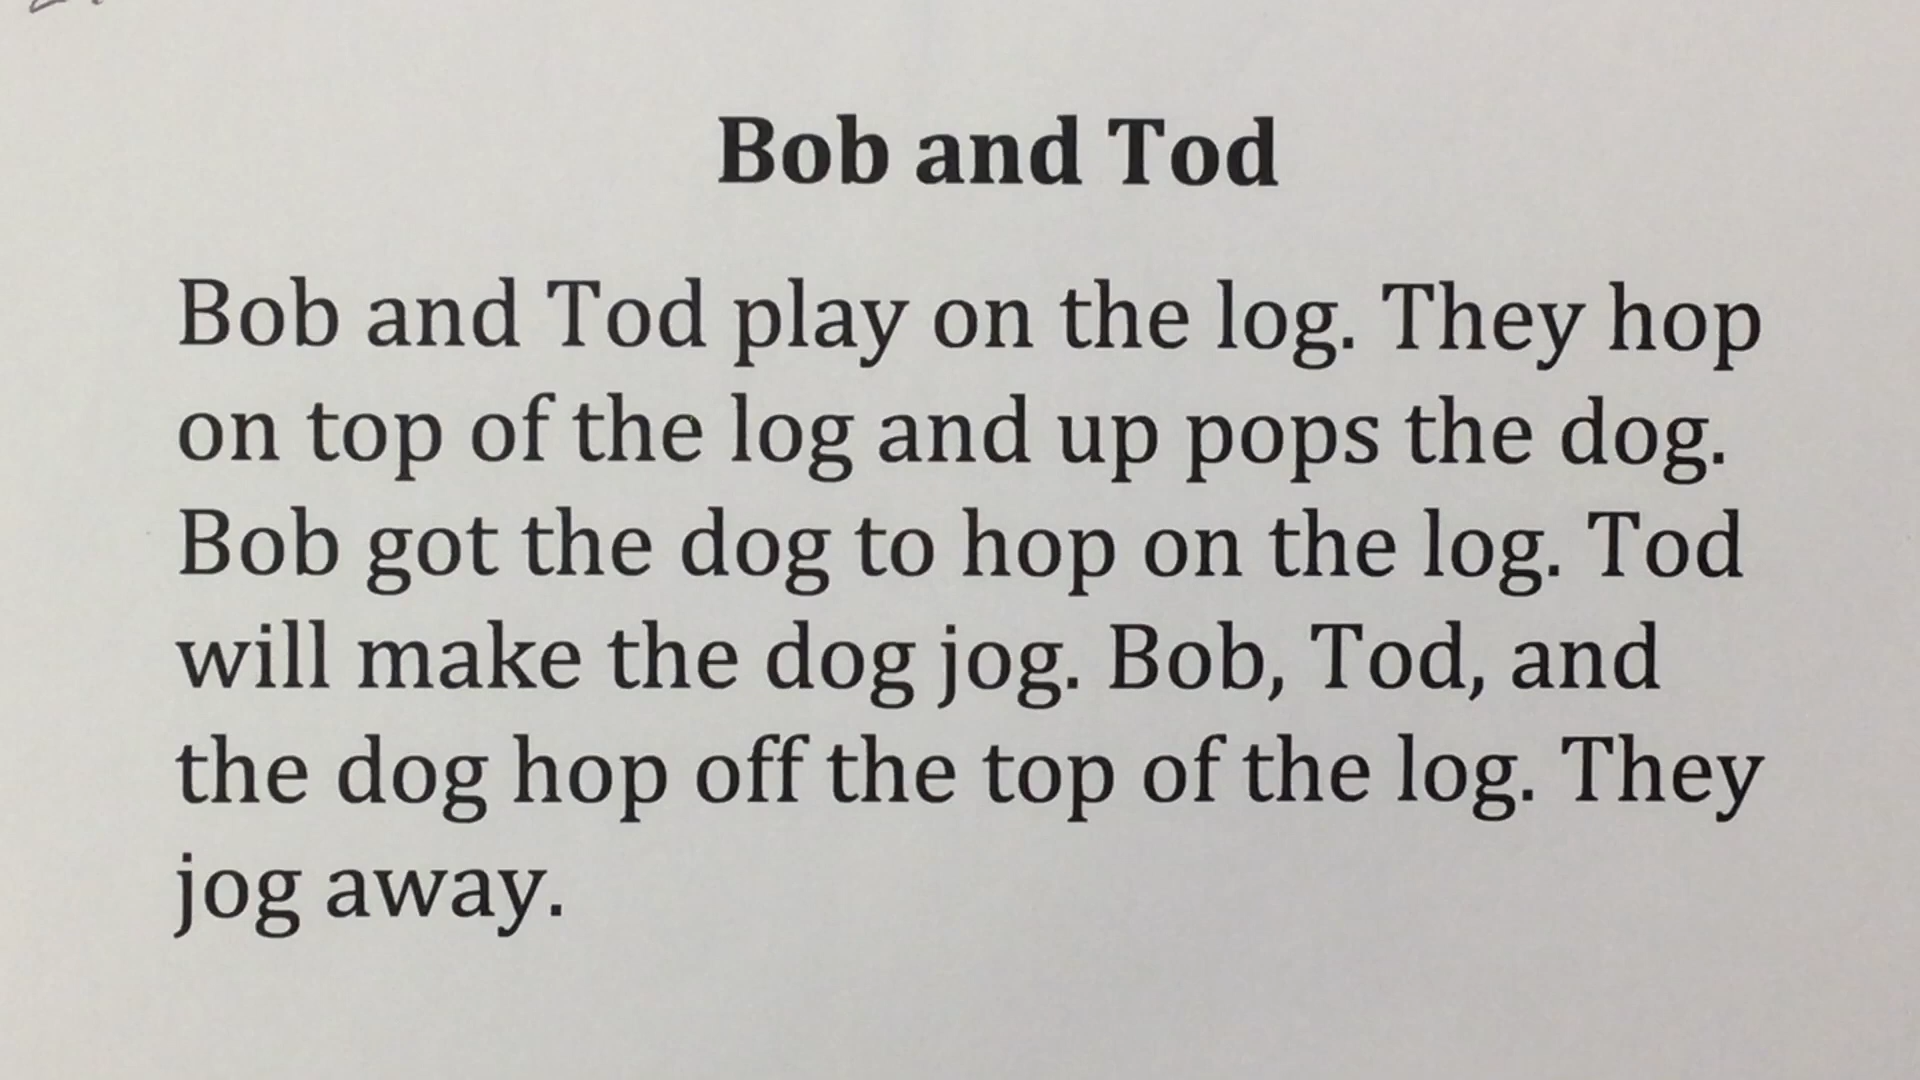 Bob and Tod
Bob and Tod play on the log. They hop
on top of the log and up pops the dog.
Bob got the dog to hop on the log. Tod
will make the dog jog. Bob, Tod, and
the dog hop off the top of the log. They
jog away.